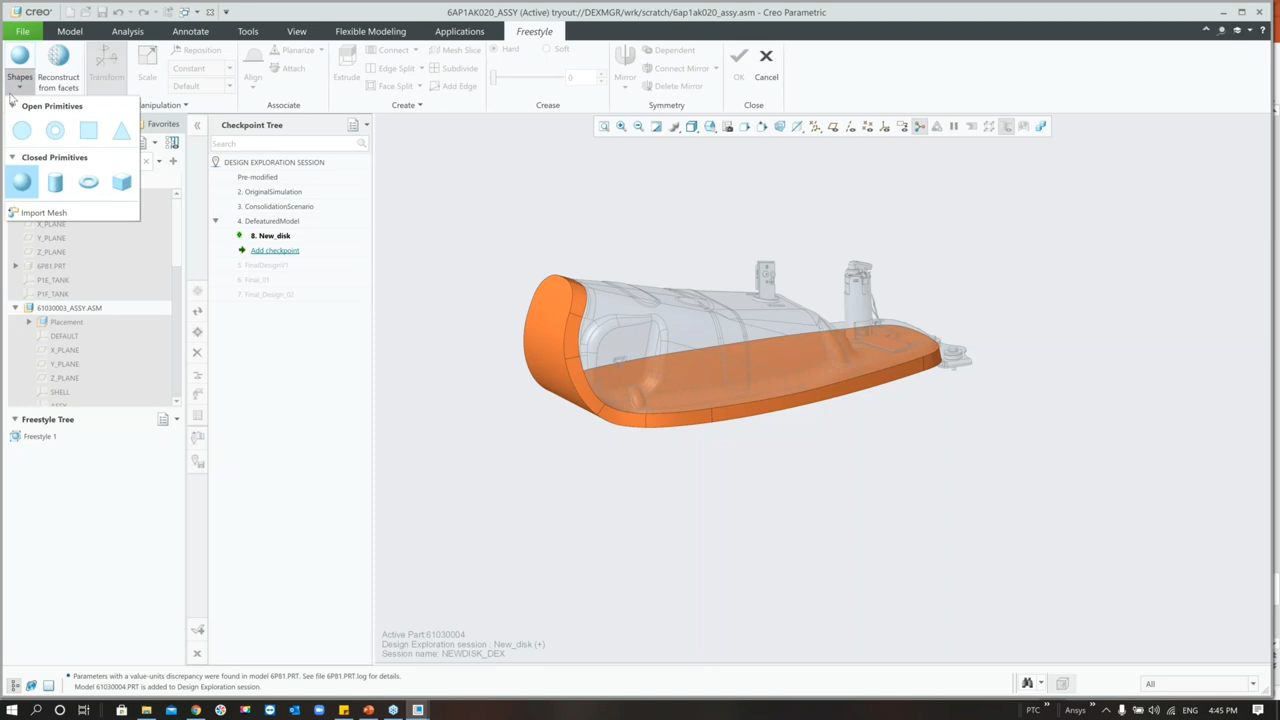 creo
6AP1AK020_ASSY (Active) tryout://DEXMGR/wrk/scratch/6ap1ak020_assy.asm - Creo Parametric
File Model Analysis Annotate Tools View Flexible Modeling Applications Freestyle
Shapes Reconstruct from facets Transform Scale Reposition Constant Default Align Planarize Attach Extrude Connect Edge Split Face Split Mesh Slice Subdivide Add Edge Hard Soft 0 Mirror Dependent Connect Mirror Delete Mirror OK Cancel
Manipulation Associate Create Crease Symmetry Close
Open Primitives
Closed Primitives
Import Mesh
Favorites
X_PLANE
Y_PLANE
Z_PLANE
6P81.PRT
P1E_TANK
P1F_TANK
61030003_ASSY.ASM
Placement
DEFAULT
X_PLANE
Y_PLANE
Z_PLANE
SHELL
Freestyle Tree
Freestyle 1
Checkpoint Tree
Search
DESIGN EXPLORATION SESSION
Pre-modified
2. OriginalSimulation
3. ConsolidationScenario
4. DefeaturedModel
8. New_disk
Add checkpoint
5. FinalDesignV1
6. Final_01
7. Final_Design_02
Active Part:61030004
Design Exploration session : New_disk (+)
Session name: NEWDISK_DEX
• Parameters with a value-units discrepancy were found in model 6P81.PRT. See file 6P81.PRT.log for details.
Model 61030004.PRT is added to Design Exploration session.
All
PTC » Ansys » ENG 4:45 PM